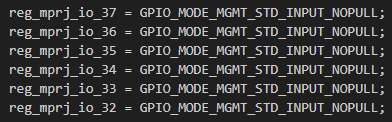 reg_mprj_io_37 = GPIO_MODE_MGMT_STD_INPUT_NOPULL;
reg_mprj_io_36 = GPIO_MODE_MGMT_STD_INPUT_NOPULL;
reg_mprj_io_35 = GPIO_MODE_MGMT_STD_INPUT_NOPULL;
reg_mprj_io_34 = GPIO_MODE_MGMT_STD_INPUT_NOPULL;
reg_mprj_io_33 = GPIO_MODE_MGMT_STD_INPUT_NOPULL;
reg_mprj_io_32 = GPIO_MODE_MGMT_STD_INPUT_NOPULL;